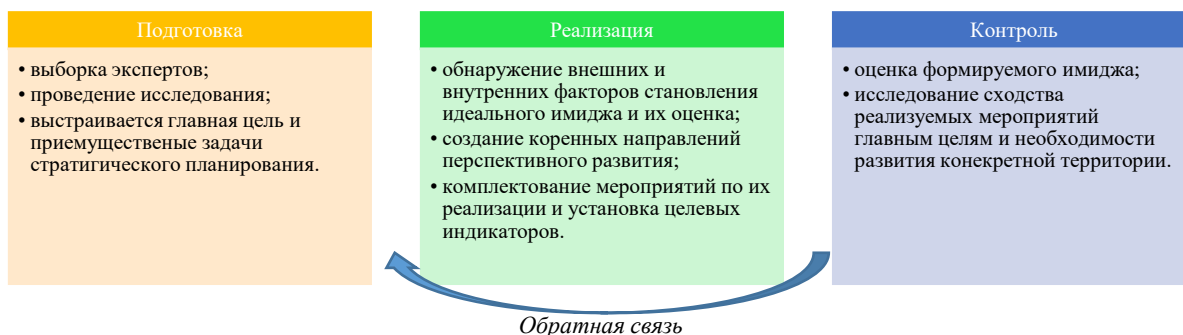 Подготовка
• выборка экспертов;
• проведение исследования;
• выстраивается главная цель и
приемущественые задачи
стратигического планирования.
Реализация
• обнаружение внешних и
внутренних факторов становления
идеального имиджа и их оценка;
• создание коренных направлений
перспективного развития;
• комплектование мероприятий по их
реализации и установка целевых
индикаторов.
Контроль
• оценка формируемого имиджа;
• исследование сходства
реализуемых мероприятий
главным целям и необходимости
развития конекретной территории.
Обратная связь